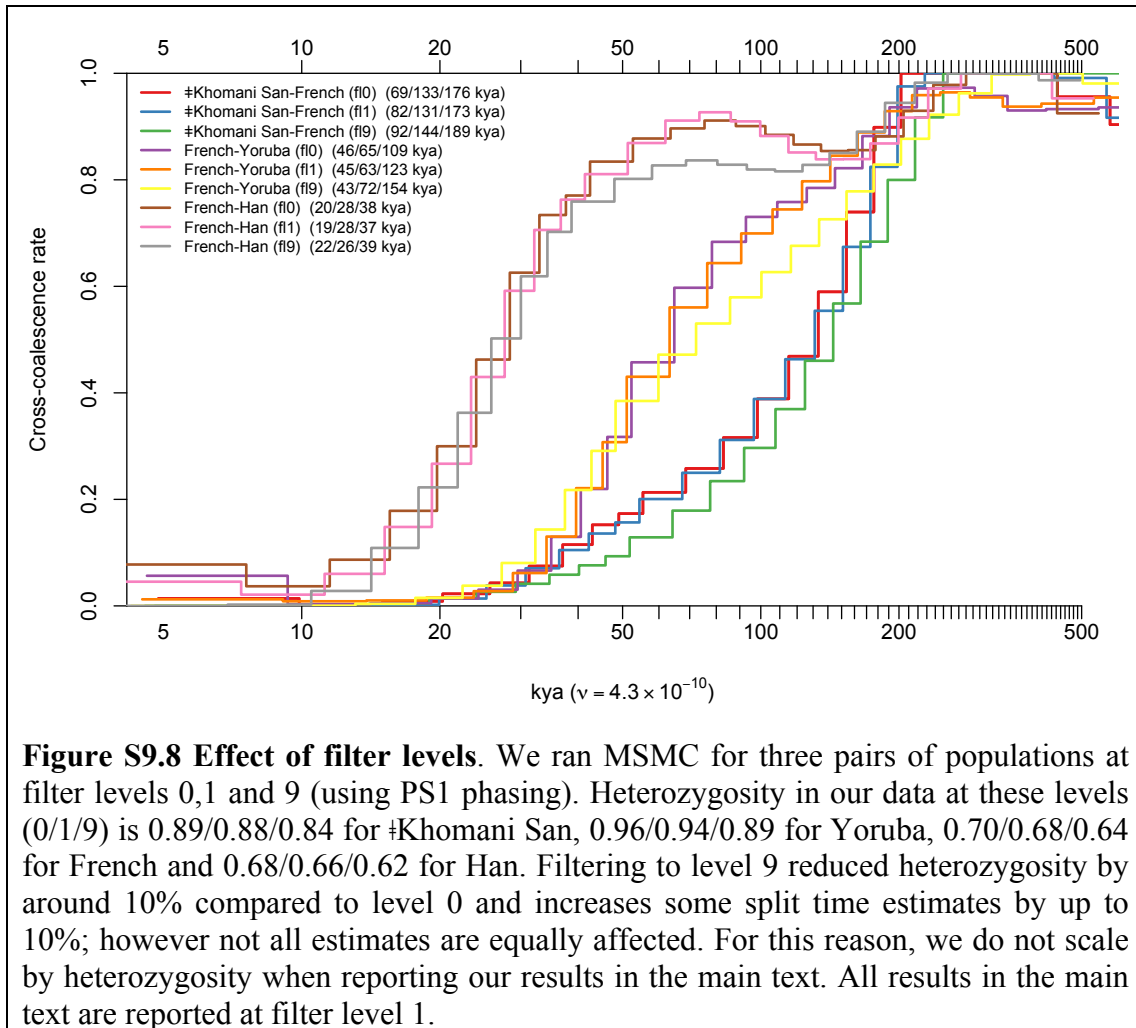 5 10 20 50 100 200 500
1.0
ǂKhomani San-French (fl0) (69/133/176 kya)
ǂKhomani San-French (fl1) (82/131/173 kya)
ǂKhomani San-French (fl9) (92/144/189 kya)
French-Yoruba (fl0) (46/65/109 kya)
French-Yoruba (fl1) (45/63/123 kya)
French-Yoruba (fl9) (43/72/154 kya)
French-Han (fl0) (20/28/38 kya)
French-Han (fl1) (19/28/37 kya)
French-Han (fl9) (22/26/39 kya)
0.8
0.6
0.4
0.2
0.0
Cross-coalescence rate
5 10 20 50 100 200 500
kya (ν = 4.3 × 10⁻¹⁰)
Figure S9.8 Effect of filter levels. We ran MSMC for three pairs of populations at
filter levels 0,1 and 9 (using PS1 phasing). Heterozygosity in our data at these levels
(0/1/9) is 0.89/0.88/0.84 for ǂKhomani San, 0.96/0.94/0.89 for Yoruba, 0.70/0.68/0.64
for French and 0.68/0.66/0.62 for Han. Filtering to level 9 reduced heterozygosity by
around 10% compared to level 0 and increases some split time estimates by up to
10%; however not all estimates are equally affected. For this reason, we do not scale
by heterozygosity when reporting our results in the main text. All results in the main
text are reported at filter level 1.